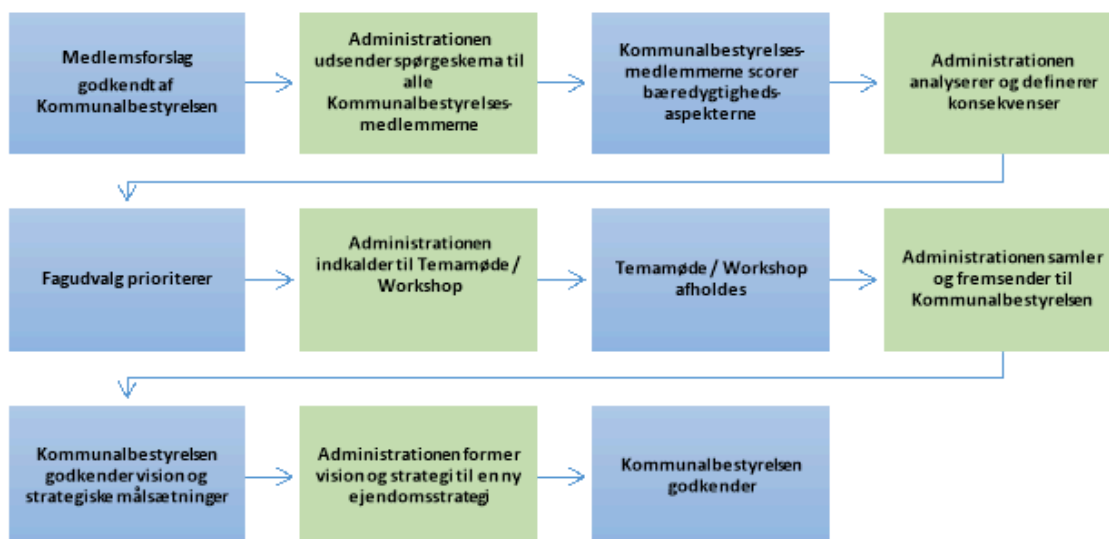 Medlemsforslag
godkendt af
Kommunalbestyrelsen
Administrationen
udsender spørgeskema til
alle
Kommunalbestyrelses-
medlemmerne
Kommunalbestyrelses-
medlemmerne scorer
bæredygtigheds-
aspekterne
Administrationen
analyserer og definerer
konsekvenser
Fagudvalg prioriterer
Administrationen
indkalder til Temamøde /
Workshop
Temamøde / Workshop
afholdes
Administrationen samler
og fremsender til
Kommunalbestyrelsen
Kommunalbestyrelsen
godkender vision og
strategiske målsætninger
Administrationen former
vision og strategi til en ny
ejendomsstrategi
Kommunalbestyrelsen
godkender